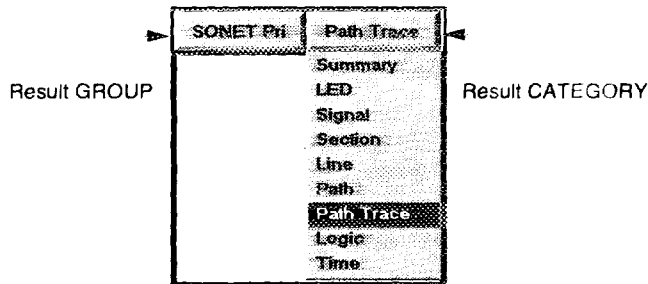 SONET Pri Path Trace
Summary
Result GROUP LED Result CATEGORY
Signal
Section
Line
Path
Path Trace
Logic
Time